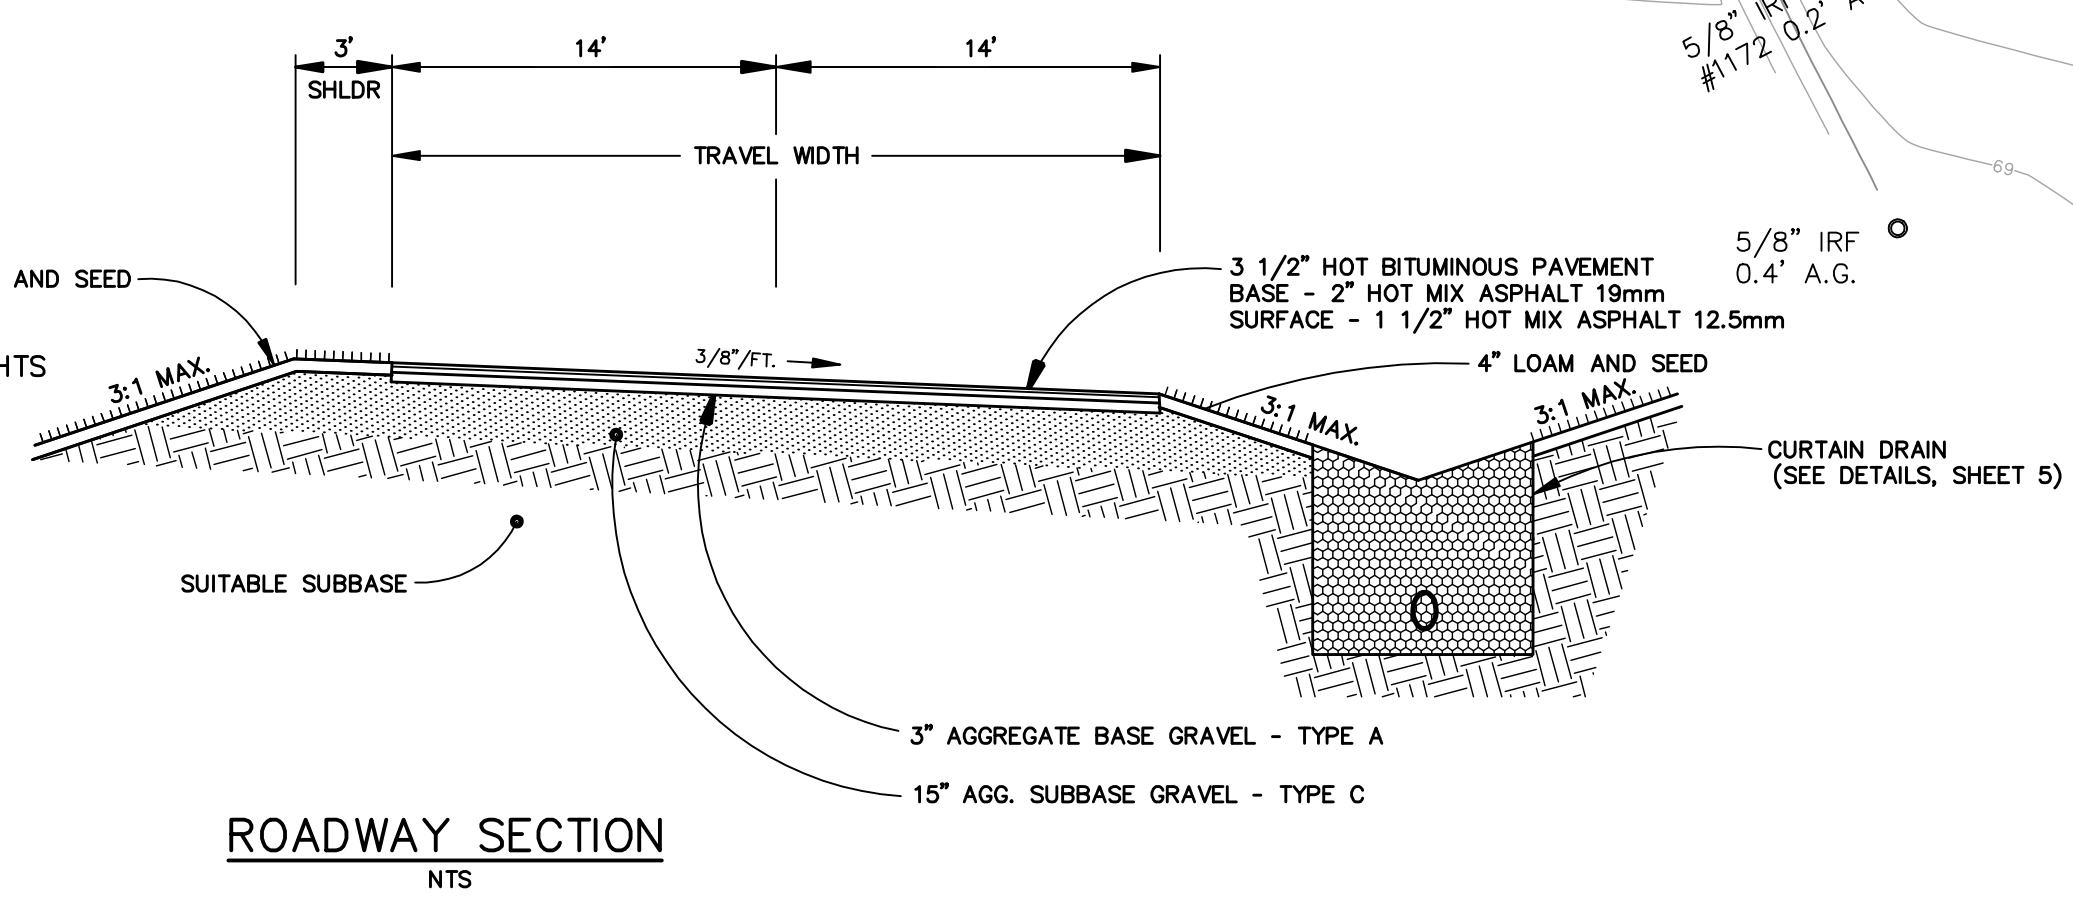 5/8" IRF
#1172 0.2' A
3'
14'
14'
SHLDR
TRAVEL WIDTH
69
5/8" IRF
0.4' A.G.
AND SEED
3 1/2" HOT BITUMINOUS PAVEMENT
BASE - 2" HOT MIX ASPHALT 19mm
SURFACE - 1 1/2" HOT MIX ASPHALT 12.5mm
HTS
3:1 MAX.
3/8"/FT.
4" LOAM AND SEED
3:1 MAX.
3:1 MAX.
CURTAIN DRAIN
(SEE DETAILS, SHEET 5)
SUITABLE SUBBASE
3" AGGREGATE BASE GRAVEL - TYPE A
15" AGG. SUBBASE GRAVEL - TYPE C
ROADWAY SECTION
NTS